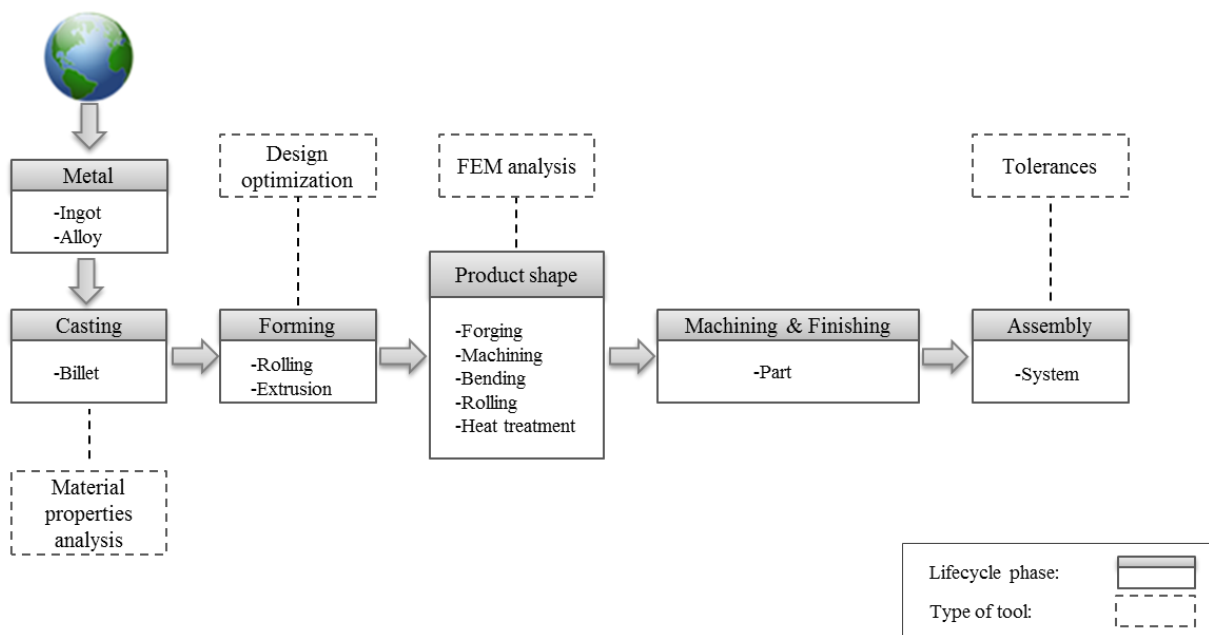 Metal
-Ingot
-Alloy
Casting
-Billet
Material
properties
analysis
Design
optimization
Forming
-Rolling
-Extrusion
FEM analysis
Product shape
-Forging
-Machining
-Bending
-Rolling
-Heat treatment
Machining & Finishing
-Part
Tolerances
Assembly
-System
Lifecycle phase:
Type of tool: